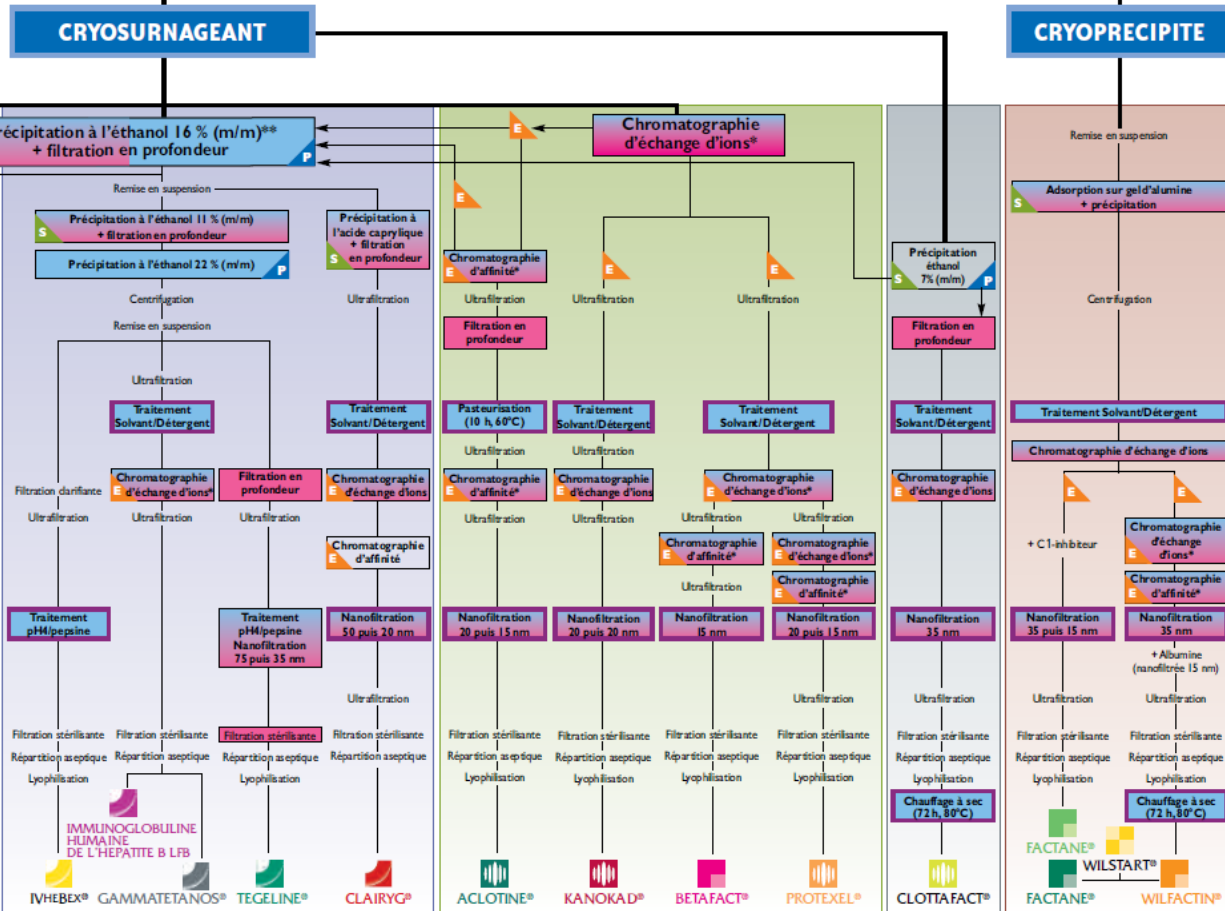 CRYOSURNAGEANT
CRYOPRECIPITE
récipitation à l'éthanol 16 % (m/m)**
+ filtration en profondeur
P
E
Chromatographie
d'échange d'ions*
Remise en suspension
Remise en suspension
E
Adsorption sur gel d'alumine
+ précipitation
S
Précipitation à l'éthanol 11 % (m/m)
+ filtration en profondeur
S
Précipitation à
l'acide caprylique
+ filtration
en profondeur
S
Précipitation à l'éthanol 22 % (m/m)
P
Chromatographie
d'affinité*
E
E
E
Précipitation
éthanol
7% (m/m)
S
P
Centrifugation
Ultrafiltration
Ultrafiltration
Ultrafiltration
Ultrafiltration
Centrifugation
Remise en suspension
Filtration en
profondeur
Filtration en
profondeur
Ultrafiltration
Traitement
Solvant/Détergent
Traitement
Solvant/Détergent
Pasteurisation
(10 h, 60°C)
Traitement
Solvant/Détergent
Traitement
Solvant/Détergent
Traitement
Solvant/Détergent
Traitement Solvant/Détergent
Ultrafiltration
Ultrafiltration
Chromatographie d'échange d'ions
Filtration clarifiante
Chromatographie
E d'échange d'ions*
Filtration en
profondeur
Chromatographie
E d'échange d'ions
Chromatographie
E d'affinité*
Chromatographie
E d'échange d'ions
Chromatographie
E d'échange d'ions*
Chromatographie
E d'échange d'ions
E
E
Ultrafiltration
Ultrafiltration
Ultrafiltration
Ultrafiltration
Ultrafiltration
Ultrafiltration
Ultrafiltration
Chromatographie
E d'affinité
Chromatographie
E d'affinité*
Chromatographie
E d'échange d'ions*
+ C1-inhibiteur
Chromatographie
d'échange
E d'ions*
Ultrafiltration
Chromatographie
E d'affinité*
Chromatographie
E d'affinité*
Traitement
pH4/pepsine
Traitement
pH4/pepsine
Nanofiltration
75 puis 35 nm
Nanofiltration
50 puis 20 nm
Nanofiltration
20 puis 15 nm
Nanofiltration
20 puis 20 nm
Nanofiltration
15 nm
Nanofiltration
20 puis 15 nm
Nanofiltration
35 nm
Nanofiltration
35 puis 15 nm
Nanofiltration
35 nm
+ Albumine
(nanofiltrée 15 nm)
Ultrafiltration
Ultrafiltration
Ultrafiltration
Ultrafiltration
Ultrafiltration
Filtration stérilisante
Filtration stérilisante
Filtration stérilisante
Filtration stérilisante
Filtration stérilisante
Filtration stérilisante
Filtration stérilisante
Filtration stérilisante
Filtration stérilisante
Filtration stérilisante
Filtration stérilisante
Répartition aseptique
Répartition aseptique
Répartition aseptique
Répartition aseptique
Répartition aseptique
Répartition aseptique
Répartition aseptique
Répartition aseptique
Répartition aseptique
Répartition aseptique
Répartition aseptique
Lyophilisation
Lyophilisation
Lyophilisation
Lyophilisation
Lyophilisation
Lyophilisation
Lyophilisation
Lyophilisation
Lyophilisation
Chauffage à sec
(72 h, 80°C)
Chauffage à sec
(72 h, 80°C)
IMMUNOGLOBULINE
HUMAINE
DE L'HEPATITE B LFB
FACTANE®
WILSTART®
IVHEBEX®
GAMMATETANOS®
TEGELINE®
CLAIRYG®
ACLOTINE®
KANOKAD®
BETAFACT®
PROTEXEL®
CLOTTAFACT®
FACTANE®
WILFACTIN®